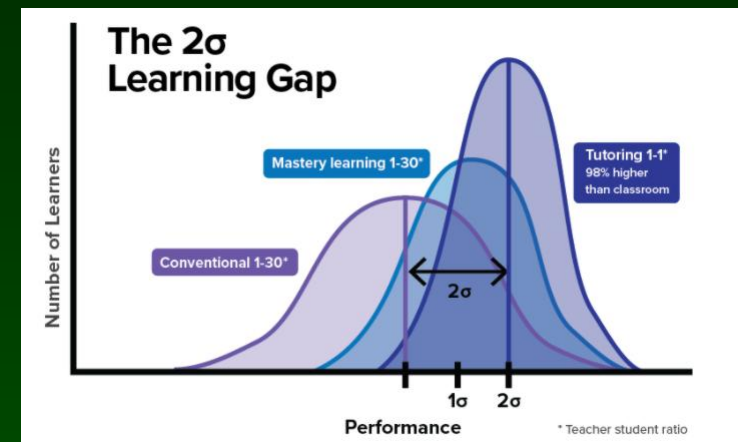 The 2σ
Learning Gap
Mastery learning 1-30*
Tutoring 1-1*
98% higher
than classroom
Conventional 1-30*
Number of Learners
2σ
1σ 2σ
Performance
* Teacher student ratio